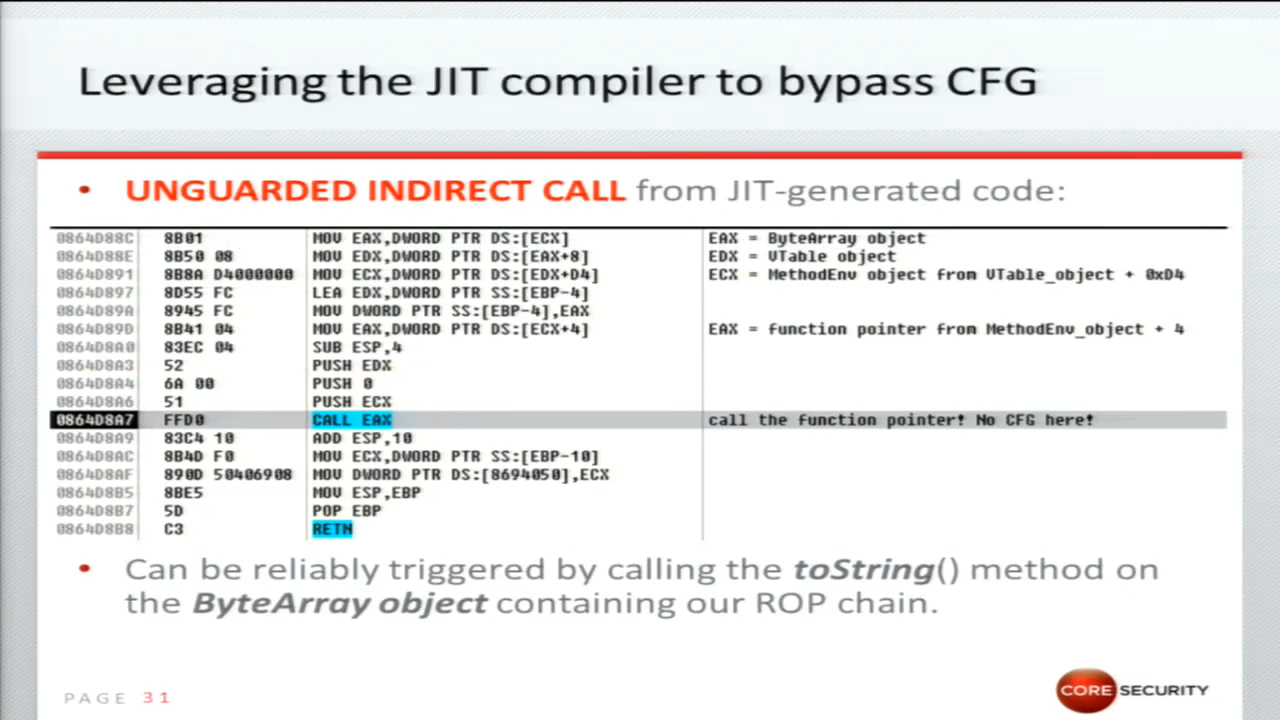 Leveraging the JIT compiler to bypass CFG
• UNGUARDED INDIRECT CALL from JIT-generated code:
0864D88C 8B01 MOV EAX,DWORD PTR DS:[ECX] EAX = ByteArray object
0864D88E 8B50 08 MOV EDX,DWORD PTR DS:[EAX+8] EDX = VTable object
0864D891 8B8A D4000000 MOV ECX,DWORD PTR DS:[EDX+D4] ECX = MethodEnv object from VTable_object + 0xD4
0864D897 8D55 FC LEA EDX,DWORD PTR SS:[EBP-4]
0864D89A 8945 FC MOV DWORD PTR SS:[EBP-4],EAX
0864D89D 8B41 04 MOV EAX,DWORD PTR DS:[ECX+4] EAX = function pointer from MethodEnv_object + 4
0864D8A0 83EC 04 SUB ESP,4
0864D8A3 52 PUSH EDX
0864D8A4 6A 00 PUSH 0
0864D8A6 51 PUSH ECX
0864D8A7 FFD0 CALL EAX call the function pointer! No CFG here!
0864D8A9 83C4 10 ADD ESP,10
0864D8AC 8B4D F0 MOV ECX,DWORD PTR SS:[EBP-10]
0864D8AF 890D 50406908 MOV DWORD PTR DS:[8694050],ECX
0864D8B5 8BE5 MOV ESP,EBP
0864D8B7 5D POP EBP
0864D8B8 C3 RETN
• Can be reliably triggered by calling the toString() method on
the ByteArray object containing our ROP chain.
PAGE 31
CORE SECURITY